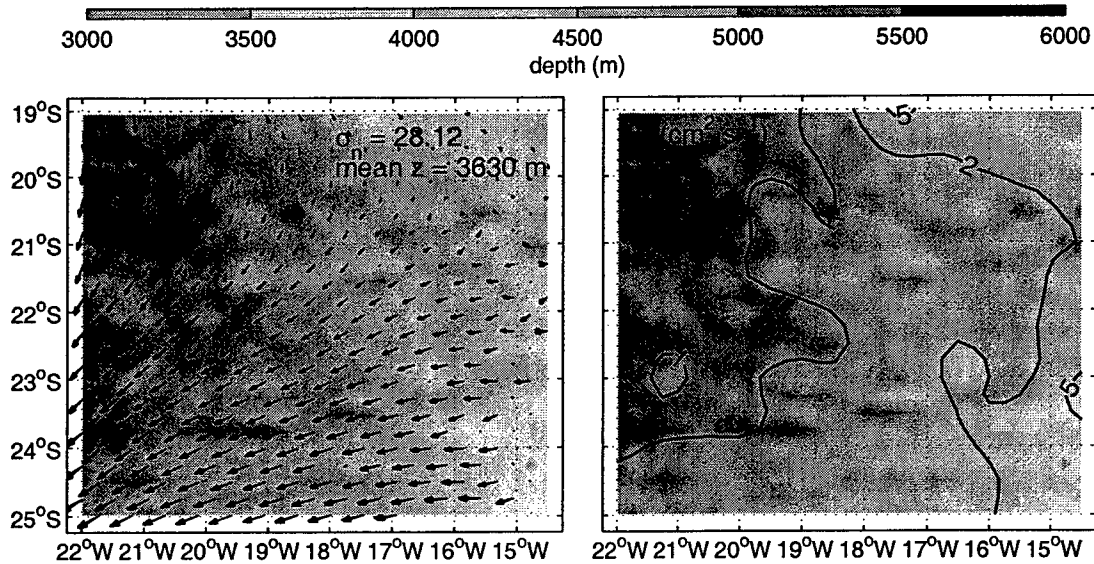 3000 3500 4000 4500 5000 5500 6000
depth (m)
19°S
20°S
21°S
22°S
23°S
24°S
25°S
σn = 28.12
mean z = 3630 m
22°W 21°W 20°W 19°W 18°W 17°W 16°W 15°W
5
2
5
22°W 21°W 20°W 19°W 18°W 17°W 16°W 15°W